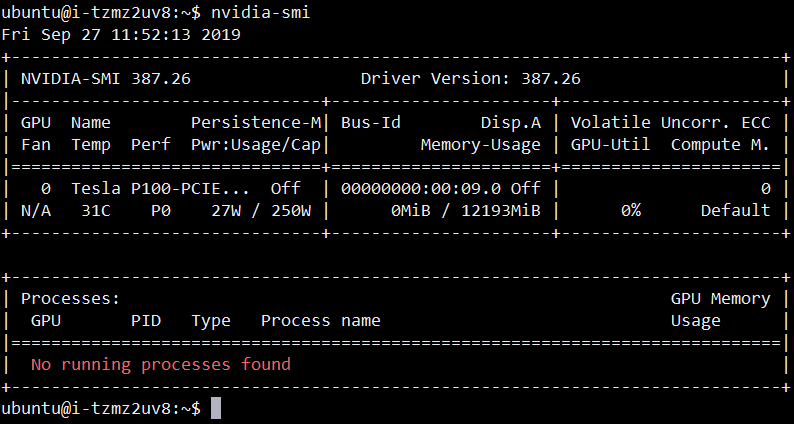 ubuntu@i-tzmz2uv8:~$ nvidia-smi
Fri Sep 27 11:52:13 2019
+-----------------------------------------------------------------------------+
| NVIDIA-SMI 387.26                 Driver Version: 387.26                    |
|-------------------------------+----------------------+----------------------+
| GPU  Name        Persistence-M| Bus-Id        Disp.A | Volatile Uncorr. ECC |
| Fan  Temp  Perf  Pwr:Usage/Cap|         Memory-Usage | GPU-Util  Compute M. |
|===============================+======================+======================|
|   0  Tesla P100-PCIE...  Off  | 00000000:00:09.0 Off |                    0 |
| N/A   31C    P0    27W / 250W |      0MiB / 12193MiB |      0%      Default |
+-------------------------------+----------------------+----------------------+

+-----------------------------------------------------------------------------+
| Processes:                                                       GPU Memory |
|  GPU       PID   Type   Process name                             Usage      |
|=============================================================================|
|  No running processes found                                                 |
+-----------------------------------------------------------------------------+
ubuntu@i-tzmz2uv8:~$